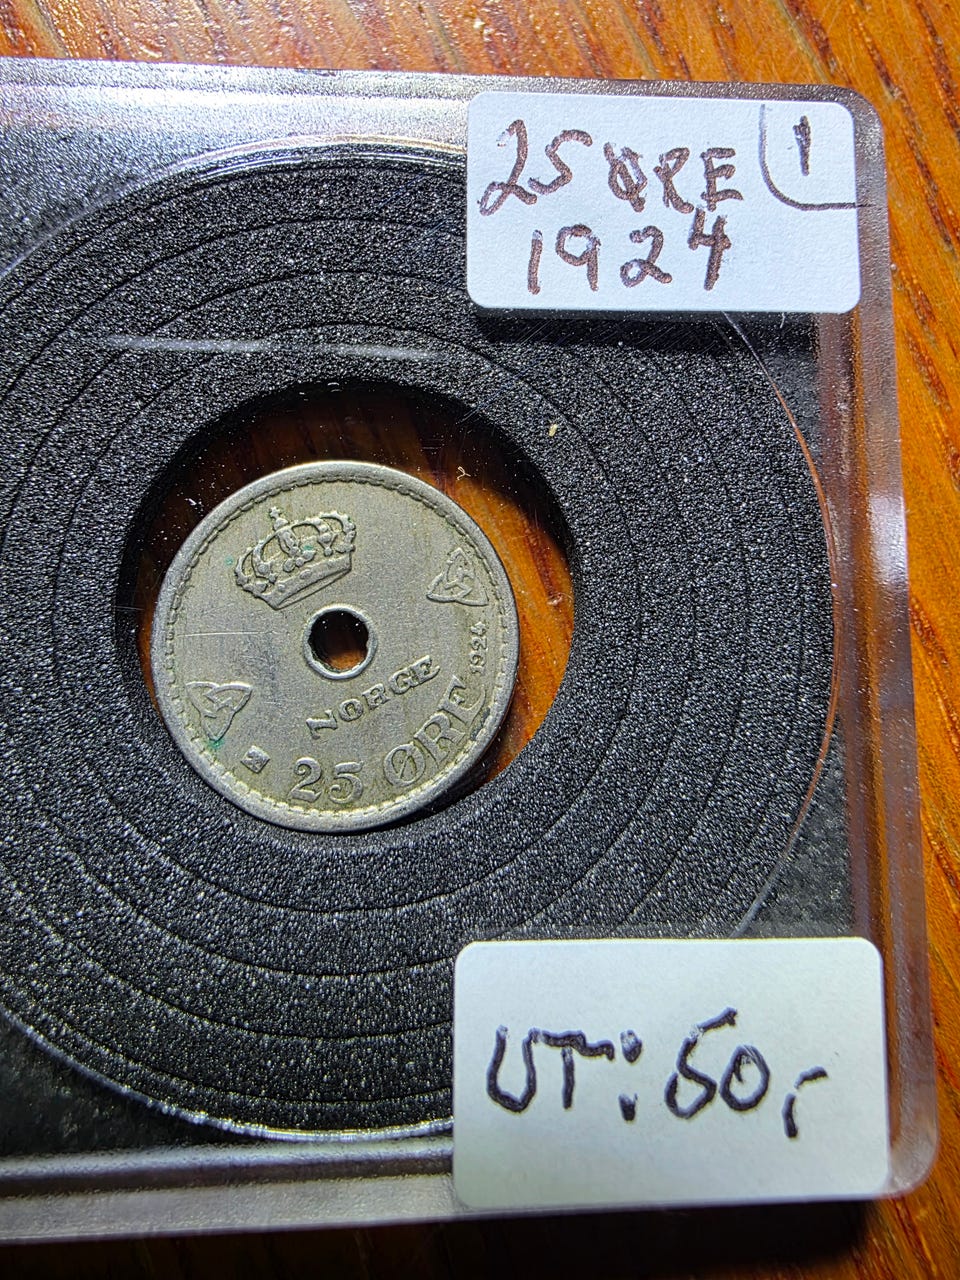 25 ØRE
1
1924
NORGE
25 ØRE 1924
UT: 60,-